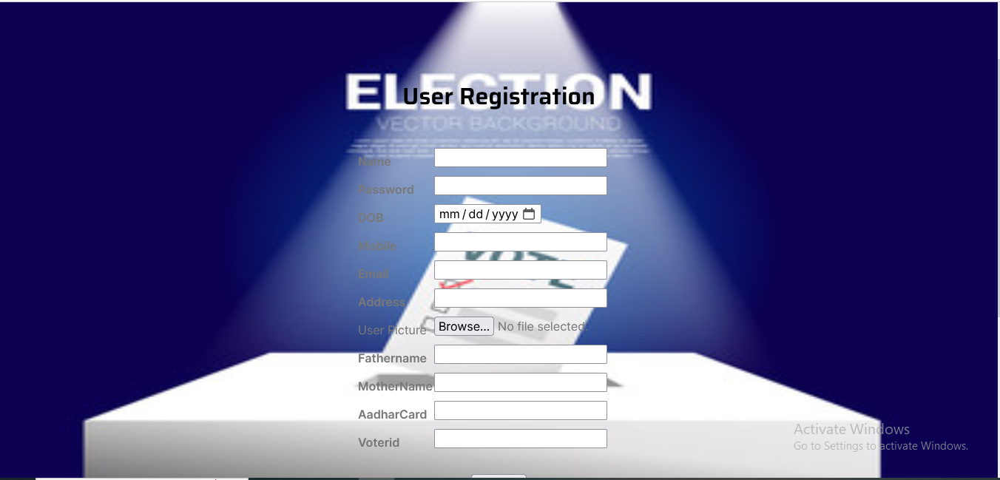 ELECTION
User Registration
VECTOR BACKGROUND
Name
Password
DOB
mm / dd / yyyy
Mobile
VOTE
Email
Address
User Picture Browse... No file selected.
Fathername
MotherName
AadharCard
Voterid
Activate Windows
Go to Settings to activate Windows.